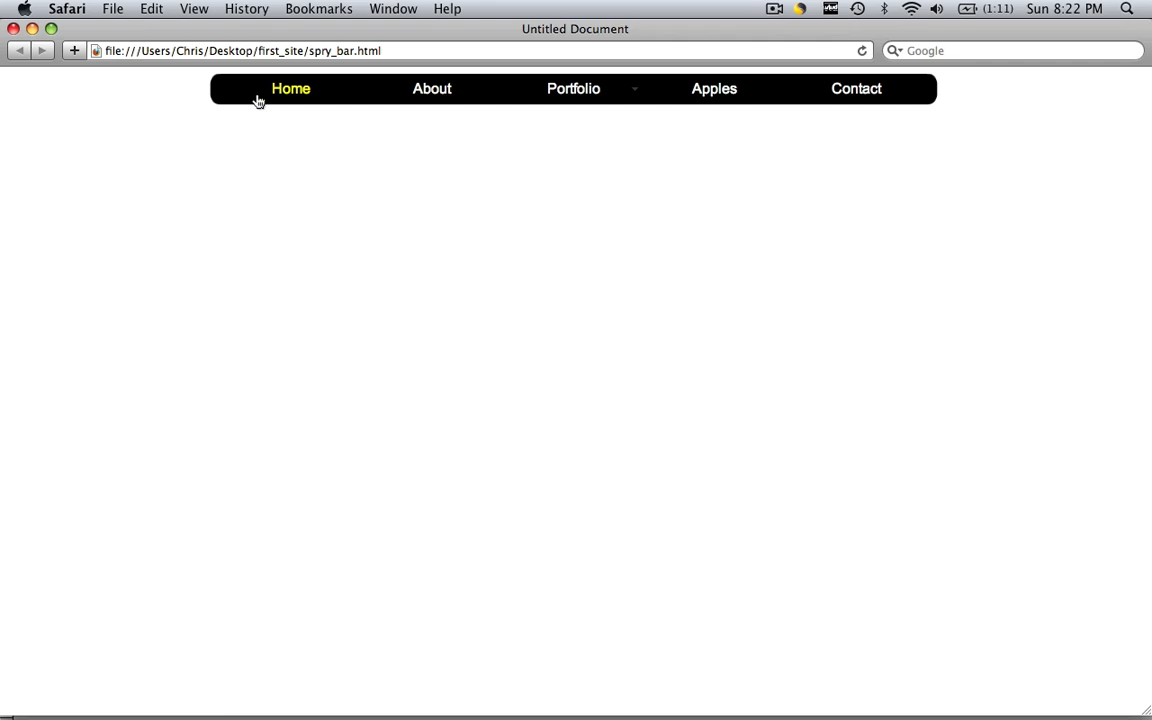 Safari File Edit View History Bookmarks Window Help (1:11) Sun 8:22 PM
Untitled Document
file:///Users/Chris/Desktop/first_site/spry_bar.html Google
Home About Portfolio Apples Contact